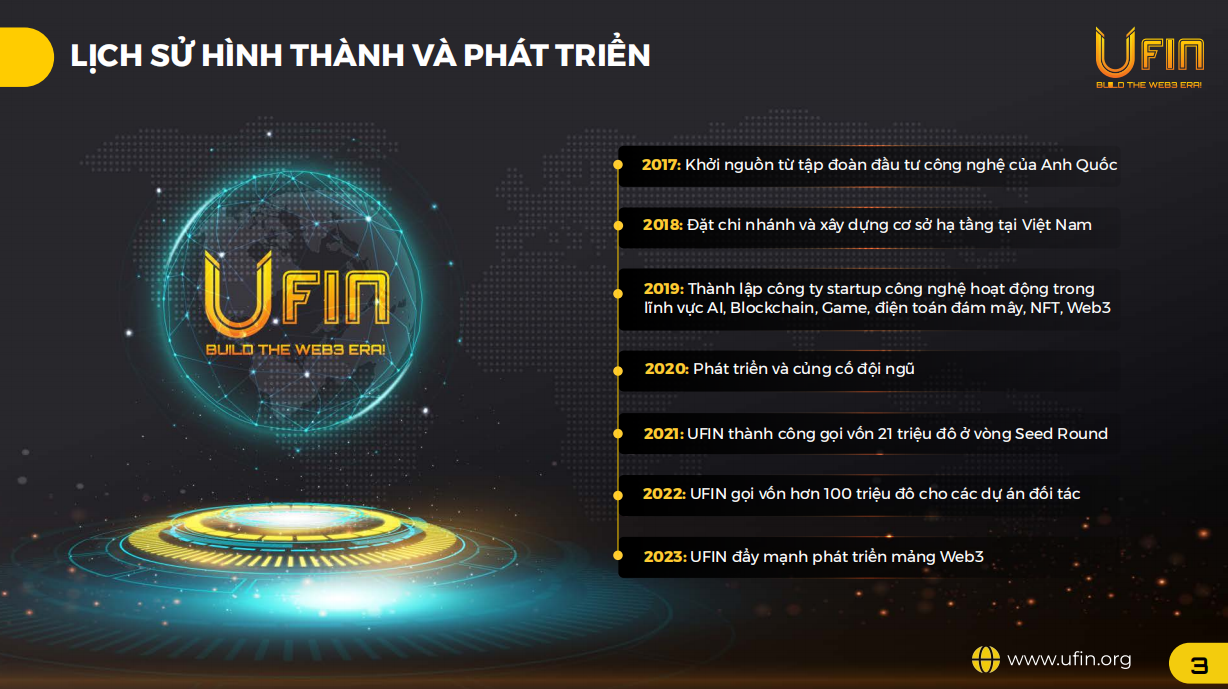 LỊCH SỬ HÌNH THÀNH VÀ PHÁT TRIỂN
UFIN
BUILD THE WEB3 ERA!
UFIN
BUILD THE WEB3 ERA!
2017: Khởi nguồn từ tập đoàn đầu tư công nghệ của Anh Quốc
2018: Đặt chi nhánh và xây dựng cơ sở hạ tầng tại Việt Nam
2019: Thành lập công ty startup công nghệ hoạt động trong
lĩnh vực AI, Blockchain, Game, điện toán đám mây, NFT, Web3
2020: Phát triển và củng cố đội ngũ
2021: UFIN thành công gọi vốn 21 triệu đô ở vòng Seed Round
2022: UFIN gọi vốn hơn 100 triệu đô cho các dự án đối tác
2023: UFIN đẩy mạnh phát triển mảng Web3
www.ufin.org
3